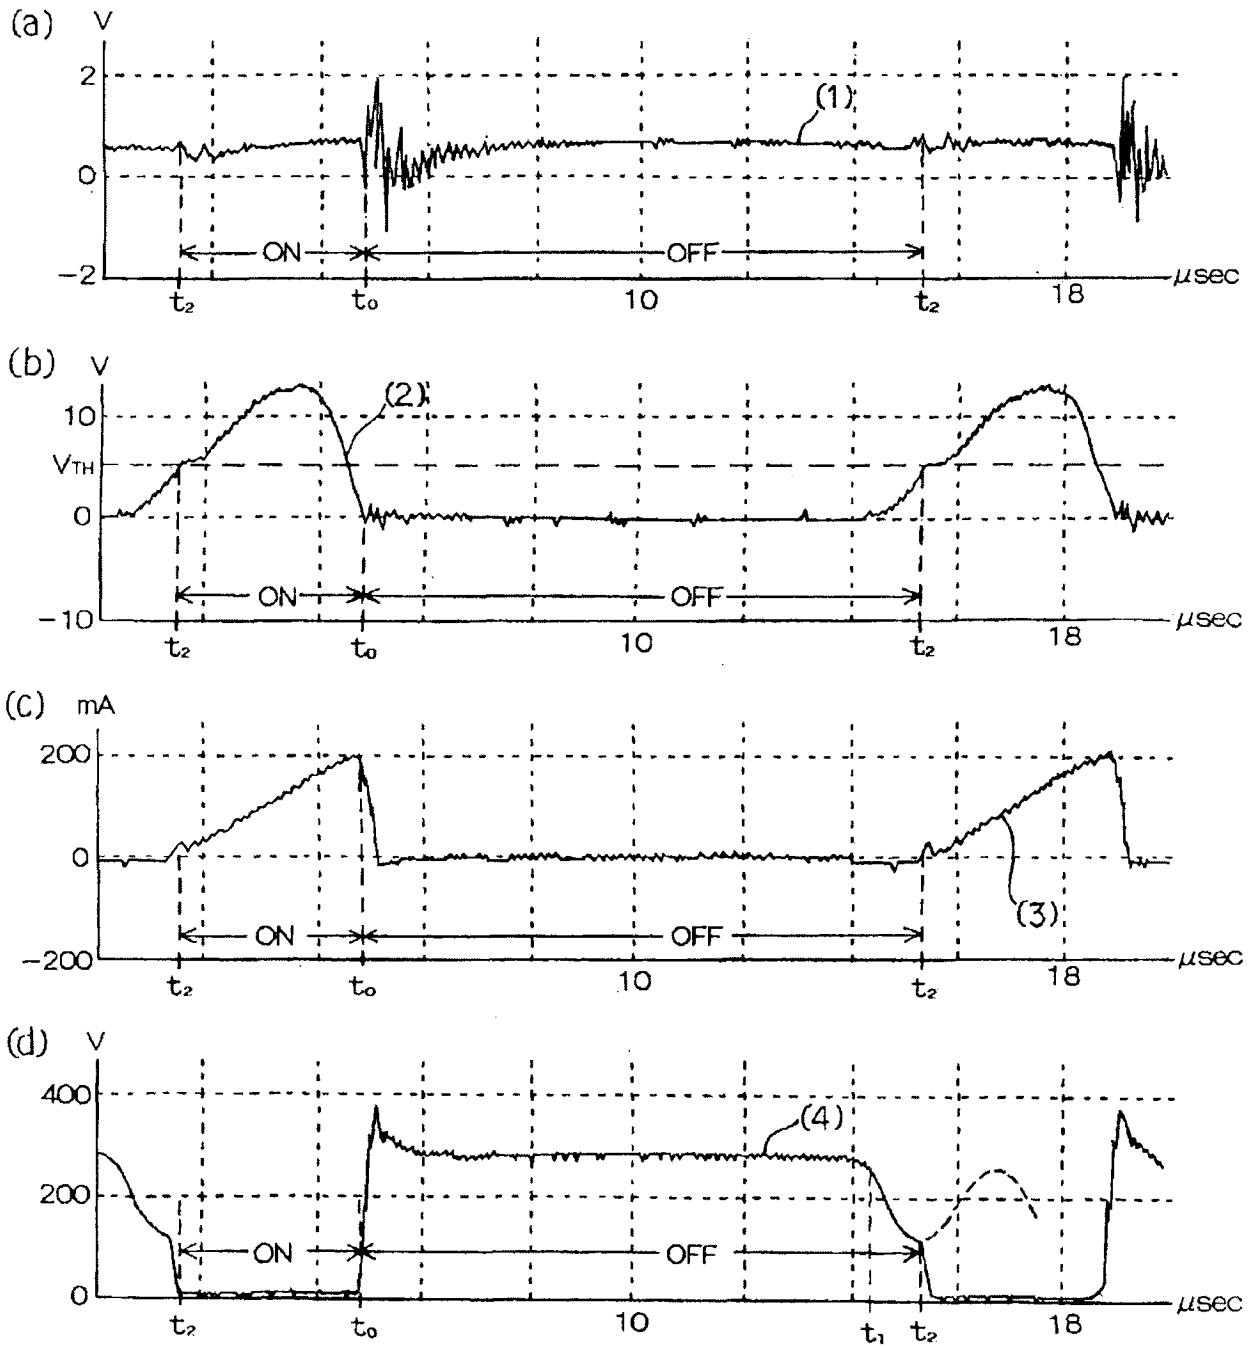 (a) V
2
(1)
0
ON OFF
-2
t₂ t₀ 10 t₂ 18 μsec
(b) V
10 (2)
VTH
0
ON OFF
-10
t₂ t₀ 10 t₂ 18 μsec
(c) mA
200
0
(3)
ON OFF
-200
t₂ t₀ 10 t₂ 18 μsec
(d) V
400
(4)
200
ON OFF
0
t₂ t₀ 10 t₁ t₂ 18 μsec